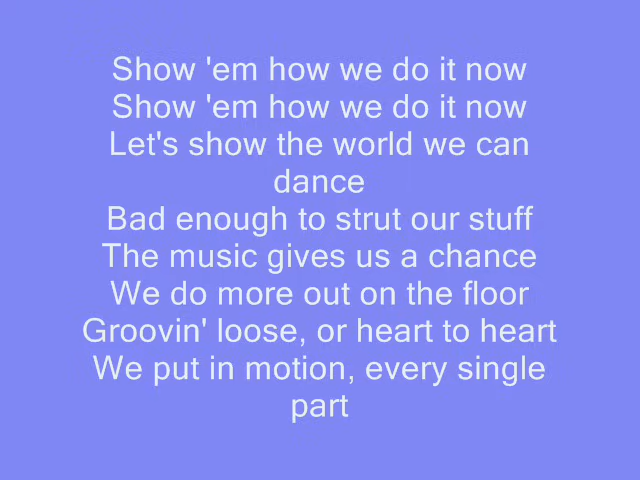 Show 'em how we do it now
Show 'em how we do it now
Let's show the world we can
dance
Bad enough to strut our stuff
The music gives us a chance
We do more out on the floor
Groovin' loose, or heart to heart
We put in motion, every single
part